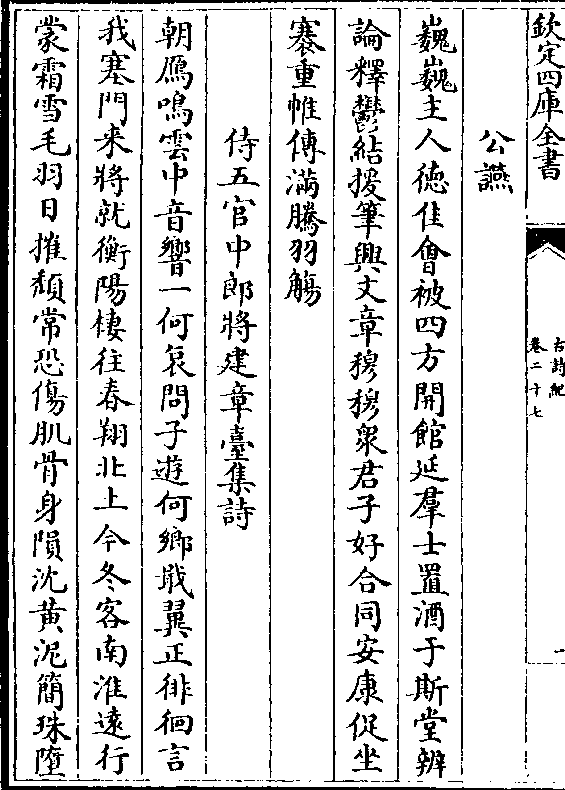 欽定四庫全書
古詩紀
卷二十七
一
公讌
巍巍主人德佳會被四方開館延羣士置酒于斯堂辨
論釋鬱結援筆興文章穆穆衆君子好合同安康促坐
褰重帷傳滿騰羽觴
侍五官中郎將建章臺集詩
朝鴈鳴雲中音響一何哀問子遊何鄉戢翼正徘徊言
我塞門來將就衡陽棲往春翔北土今冬客南淮遠行
蒙霜雪毛羽日摧頹常恐傷肌骨身隕沈黄泥簡珠墮